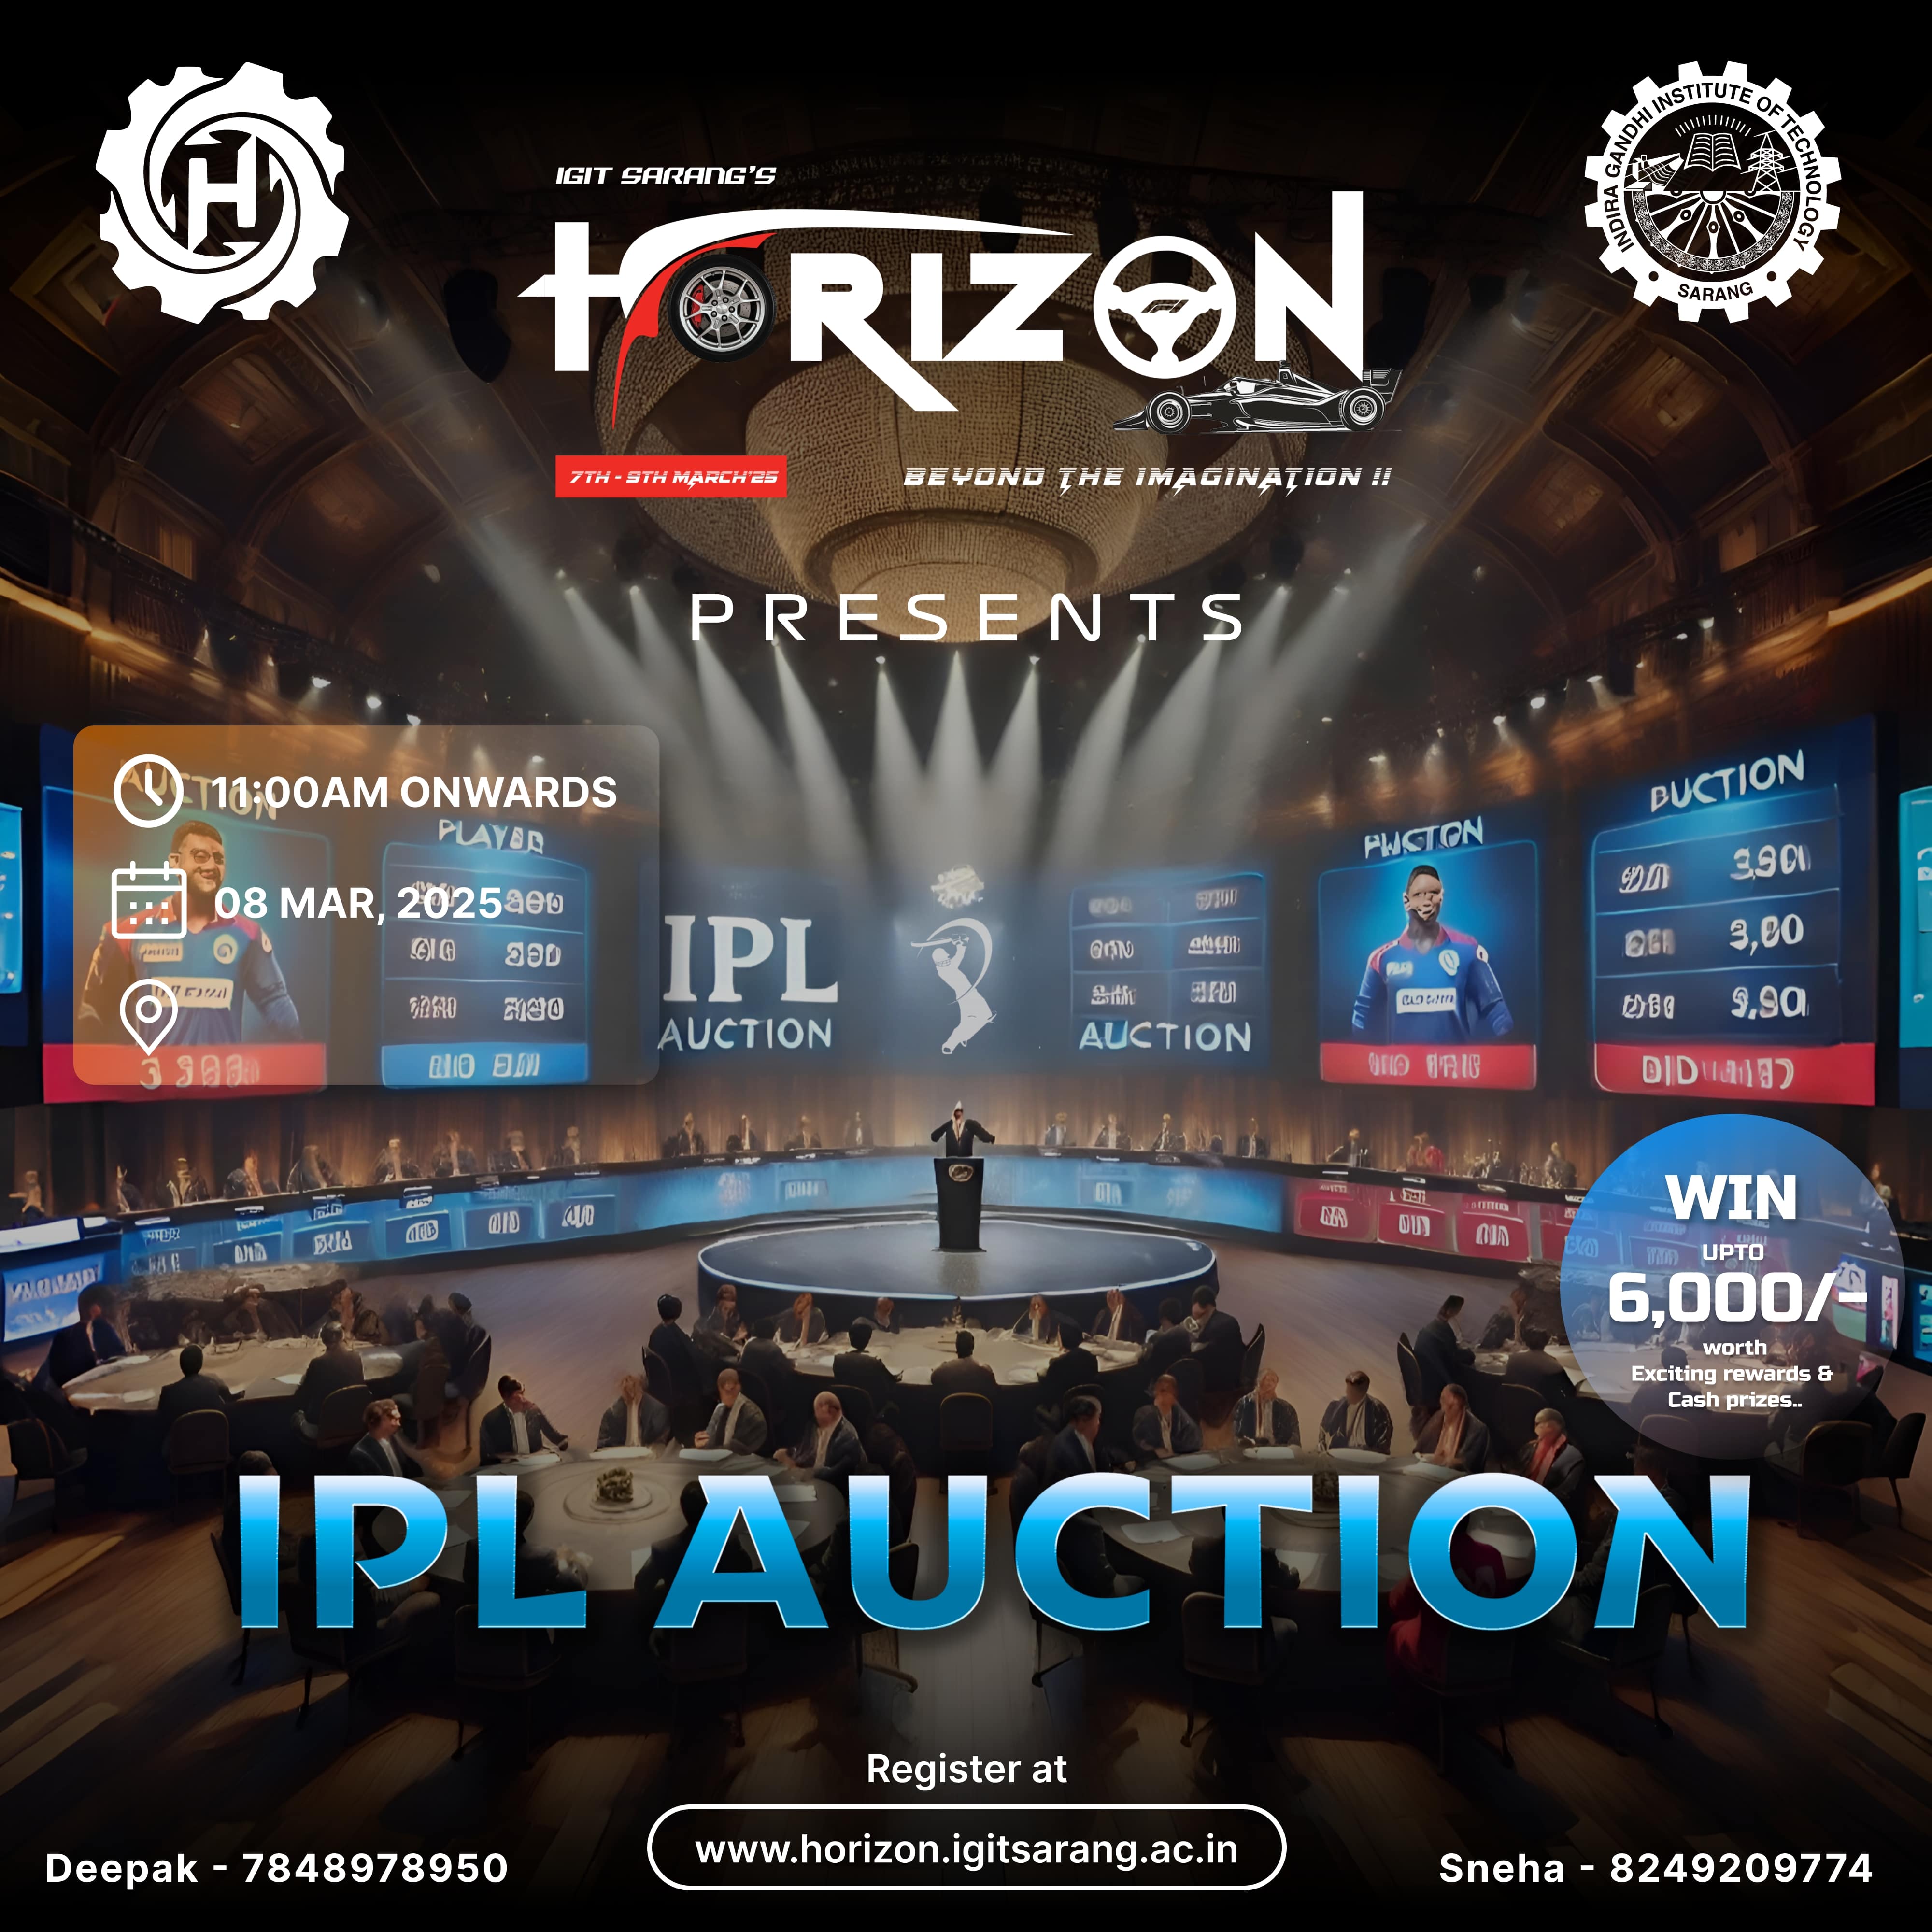 H
INDIRA GANDHI INSTITUTE OF TECHNOLOGY
SARANG
IGIT SARANG'S
HORIZON
7TH - 9TH MARCH'25
BEYOND THE IMAGINATION !!
PRESENTS
11:00AM ONWARDS
08 MAR, 2025
AUCTION
IPL
AUCTION
AUCTION
BUCTION
WIN
UPTO
6,000/-
worth
Exciting rewards &
Cash prizes..
IPL AUCTION
Register at
www.horizon.igitsarang.ac.in
Deepak - 7848978950
Sneha - 8249209774